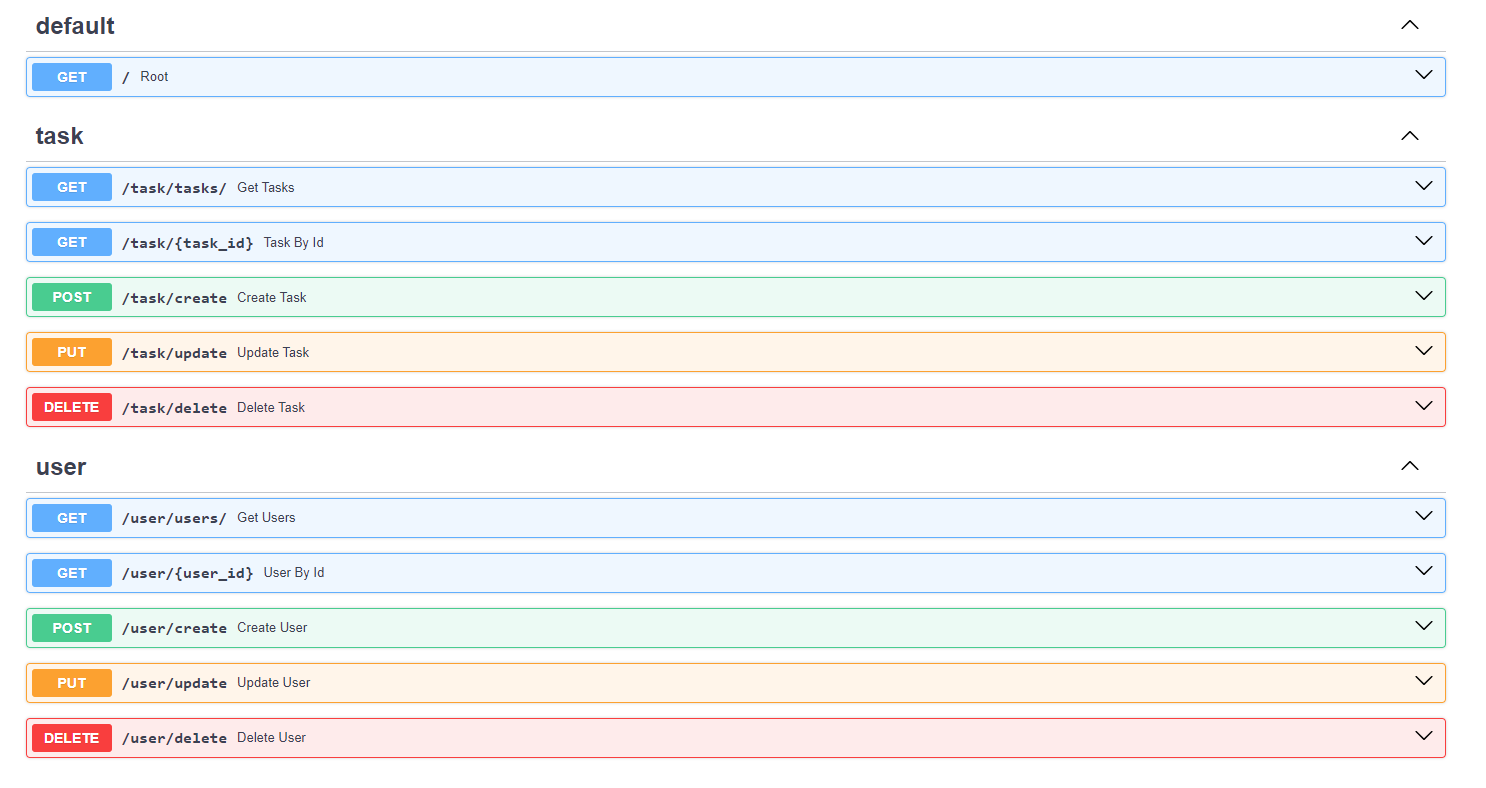 default
GET / Root
task
GET /task/tasks/ Get Tasks
GET /task/{task_id} Task By Id
POST /task/create Create Task
PUT /task/update Update Task
DELETE /task/delete Delete Task
user
GET /user/users/ Get Users
GET /user/{user_id} User By Id
POST /user/create Create User
PUT /user/update Update User
DELETE /user/delete Delete User